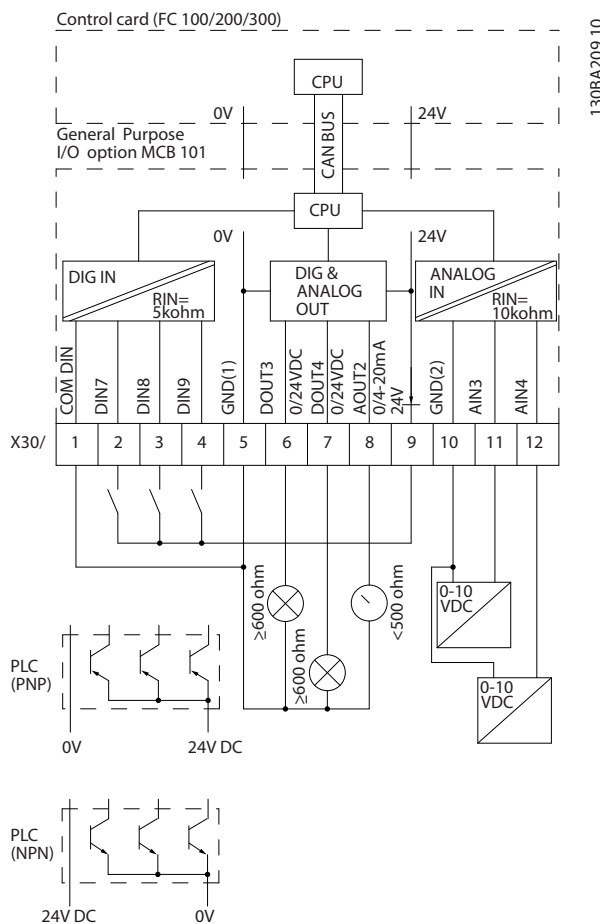 Control card (FC 100/200/300)
130BA209.10
CPU
0V
24V
CAN BUS
General Purpose
I/O option MCB 101
CPU
0V
24V
DIG IN
RIN=
5kohm
DIG &
ANALOG
OUT
ANALOG
IN
RIN=
10kohm
COM DIN
DIN7
DIN8
DIN9
GND(1)
DOUT3
0/24VDC
DOUT4
0/24VDC
AOUT2
0/4-20mA
24V
GND(2)
AIN3
AIN4
X30/
1
2
3
4
5
6
7
8
9
10
11
12
≥600 ohm
≥600 ohm
<500 ohm
0-10
VDC
0-10
VDC
PLC
(PNP)
0V
24V DC
PLC
(NPN)
24V DC
0V